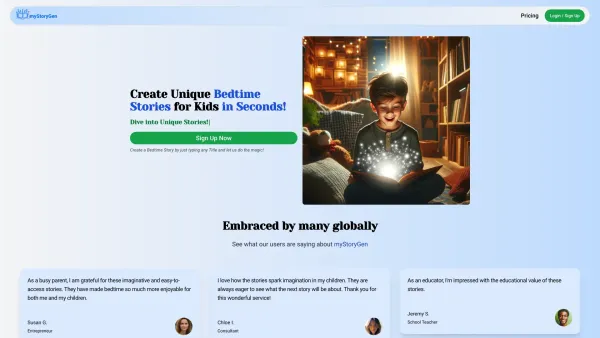 myStoryGen
Pricing
Login / Sign Up
Create Unique Bedtime
Stories for Kids in Seconds!
Dive into Unique Stories!|
Sign Up Now
Create a Bedtime Story by just typing any Title and let us do the magic!
Embraced by many globally
See what our users are saying about myStoryGen
As a busy parent, I am grateful for these imaginative and easy-to-
access stories. They have made bedtime so much more enjoyable for
both me and my children.
Susan G.
Entrepreneur
I love how the stories spark imagination in my children. They are
always eager to see what the next story will be about. Thank you for
this wonderful service!
Chloe I.
Consultant
As an educator, I'm impressed with the educational value of these
stories.
Jeremy S.
School Teacher